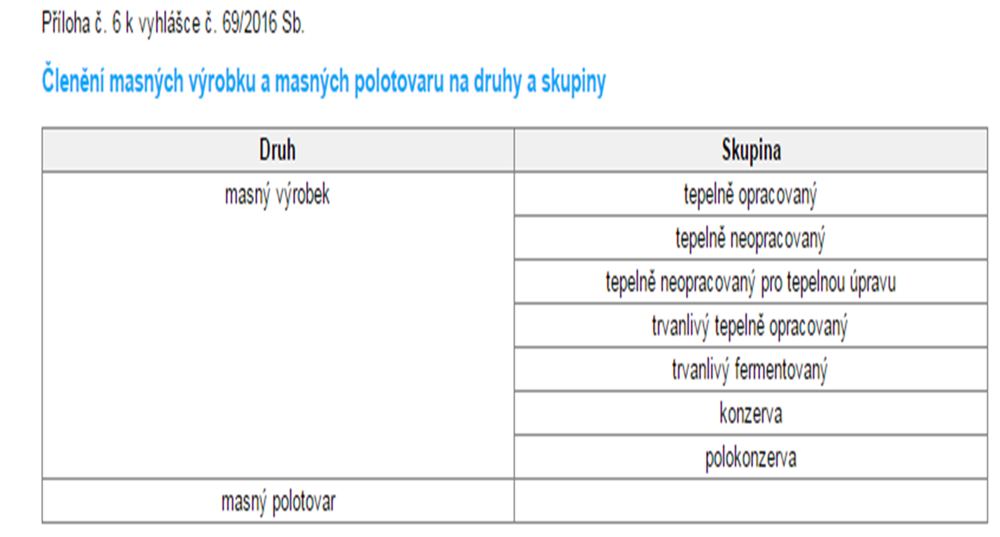 Příloha č. 6 k vyhlášce č. 69/2016 Sb.
Členění masných výrobku a masných polotovaru na druhy a skupiny
Druh Skupina
masný výrobek tepelně opracovaný
tepelně neopracovaný
tepelně neopracovaný pro tepelnou úpravu
trvanlivý tepelně opracovaný
trvanlivý fermentovaný
konzerva
polokonzerva
masný polotovar